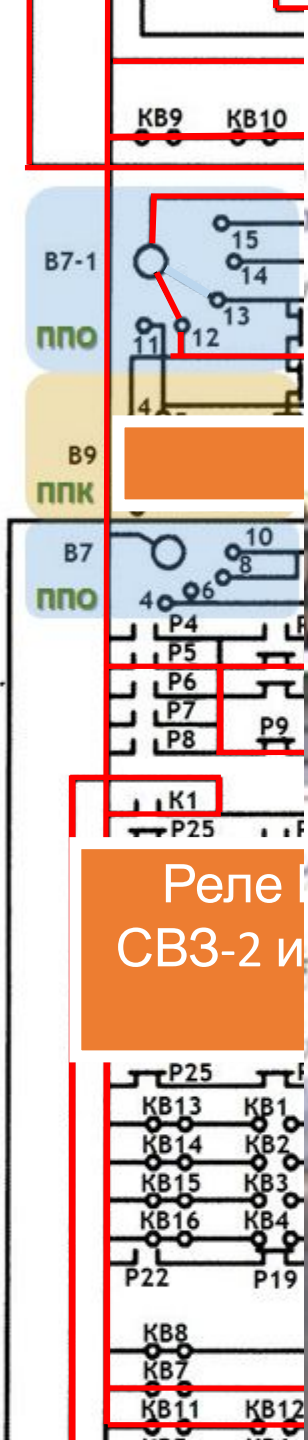 КВ9 КВ10
15
В7-1
14
13
ППО
11 12
4
В9
ППК
10
В7
8
6
ППО
4
Р4
Р5
Р6
Р7
Р9
Р8
К1
Р25
Реле
СВЗ-2 и
Р25
КВ13 КВ1
КВ14 КВ2
КВ15 КВ3
КВ16 КВ4
Р22 Р19
КВ8
КВ7
КВ11 КВ12